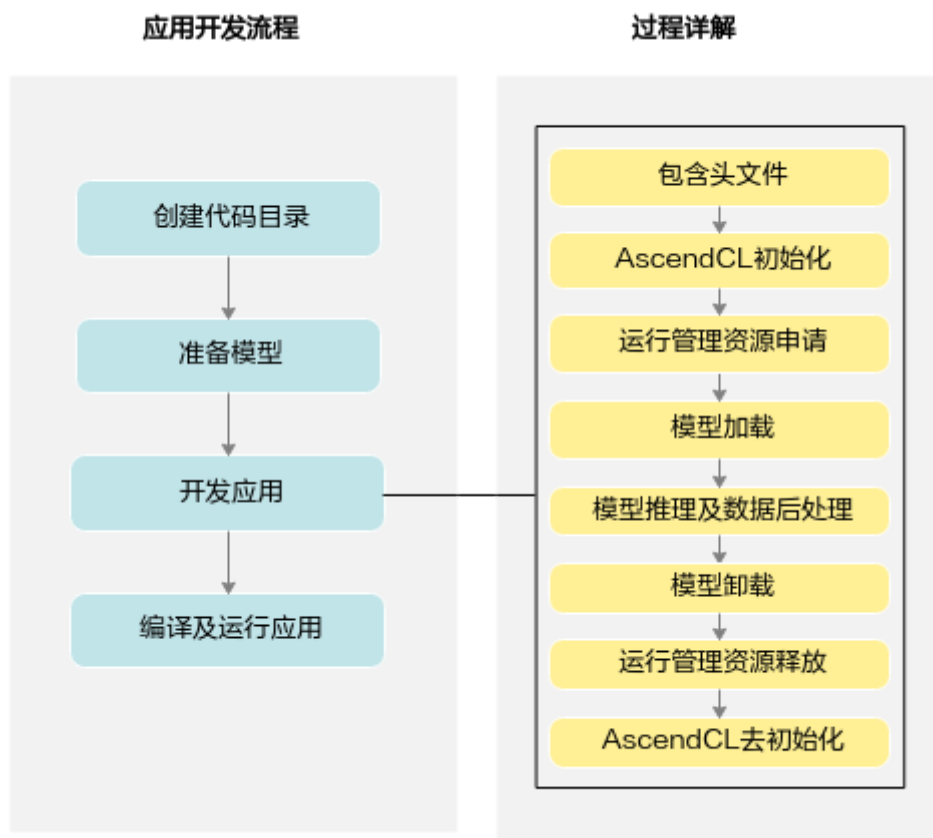 应用开发流程
过程详解
创建代码目录
准备模型
开发应用
编译及运行应用
包含头文件
AscendCL初始化
运行管理资源申请
模型加载
模型推理及数据后处理
模型卸载
运行管理资源释放
AscendCL去初始化